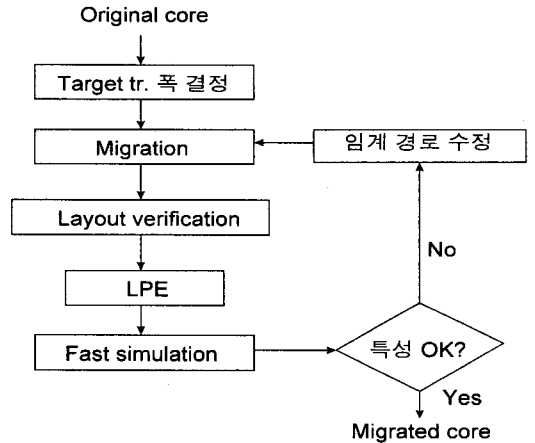 Original core
Target tr. 폭 결정
Migration
임계 경로 수정
Layout verification
No
LPE
Fast simulation
특성 OK?
Yes
Migrated core